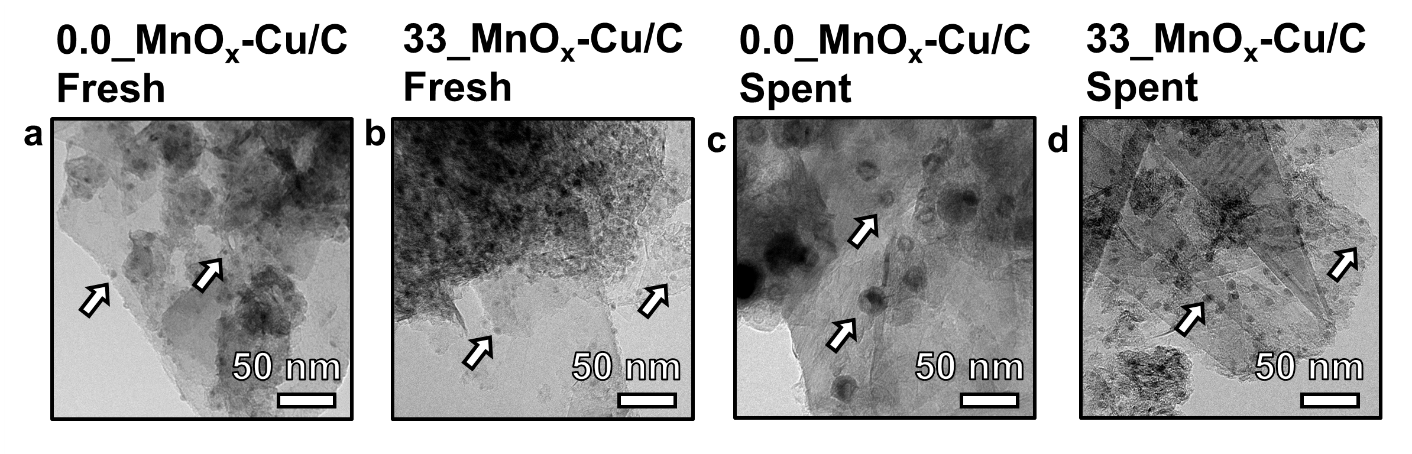 0.0_MnOx-Cu/C
Fresh
33_MnOx-Cu/C
Fresh
0.0_MnOx-Cu/C
Spent
33_MnOx-Cu/C
Spent
a
50 nm
b
50 nm
c
50 nm
d
50 nm